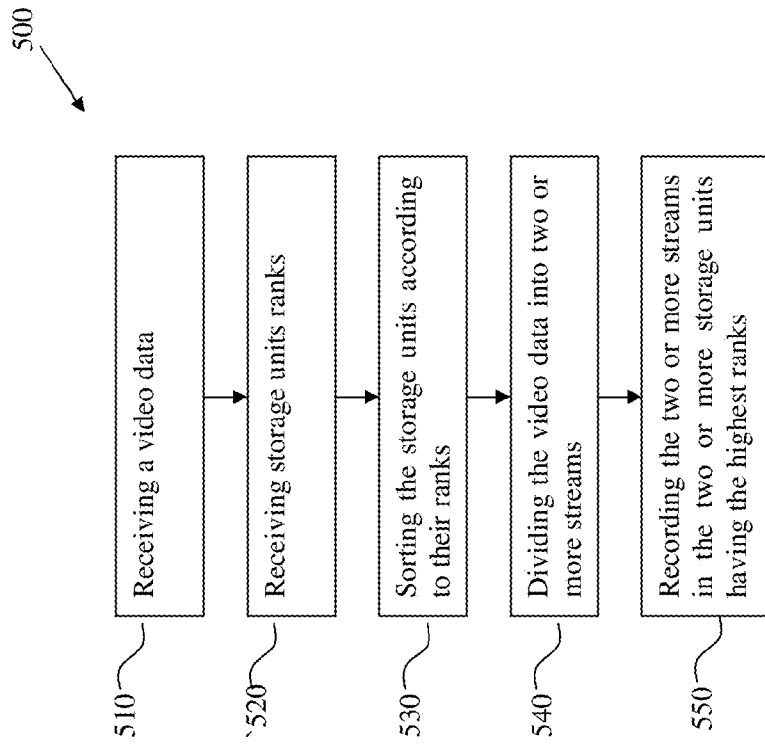 500
510
Receiving a video data
520
Receiving storage units ranks
530
Sorting the storage units according
to their ranks
540
Dividing the video data into two or
more streams
550
Recording the two or more streams
in the two or more storage units
having the highest ranks